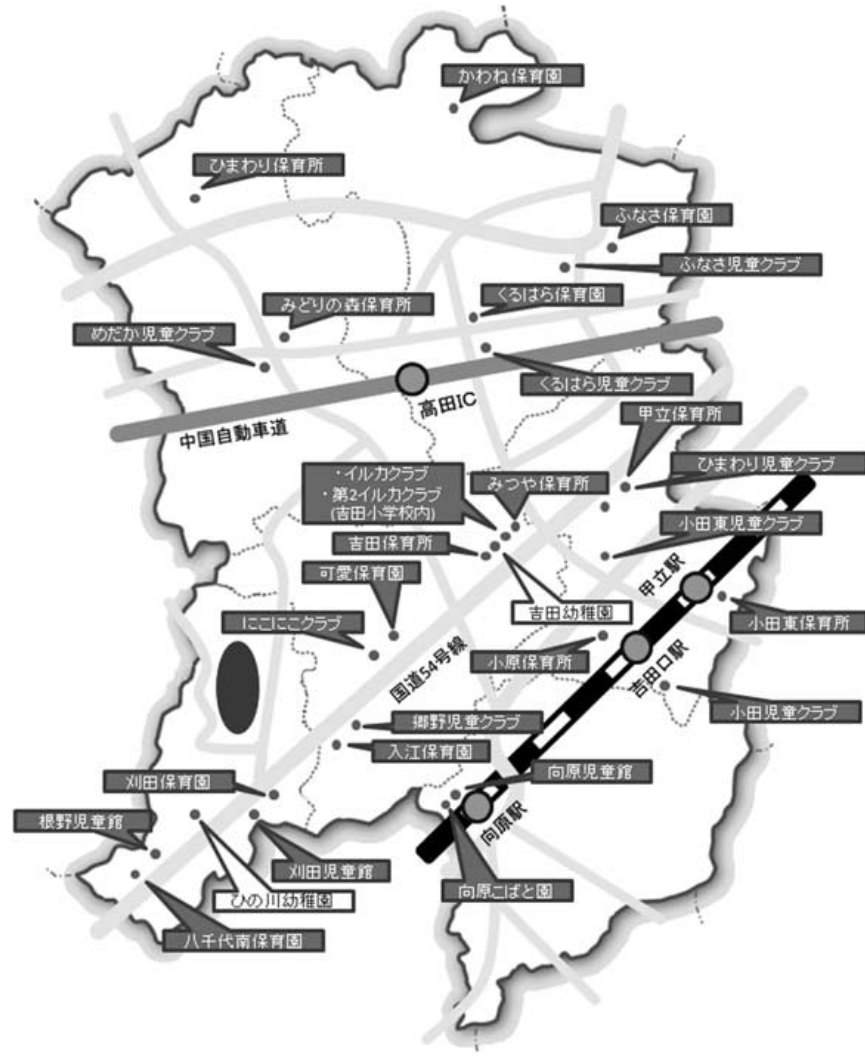 かわね保育園
ひまわり保育所
ふなさ保育園
ふなさ児童クラブ
くるはら保育園
みどりの森保育所
めだか児童クラブ
くるはら児童クラブ
高田IC
中国自動車道
甲立保育所
・イルカクラブ
・第2イルカクラブ
(吉田小学校内)
みつや保育所
ひまわり児童クラブ
吉田保育所
小田東児童クラブ
可愛保育園
甲立駅
吉田幼稚園
小田東保育所
にこにこクラブ
小原保育所
国道54号線
吉田口駅
小田児童クラブ
郷野児童クラブ
入江保育園
向原児童館
刈田保育園
向原駅
根野児童館
刈田児童館
向原こばと園
ひの川幼稚園
八千代南保育園